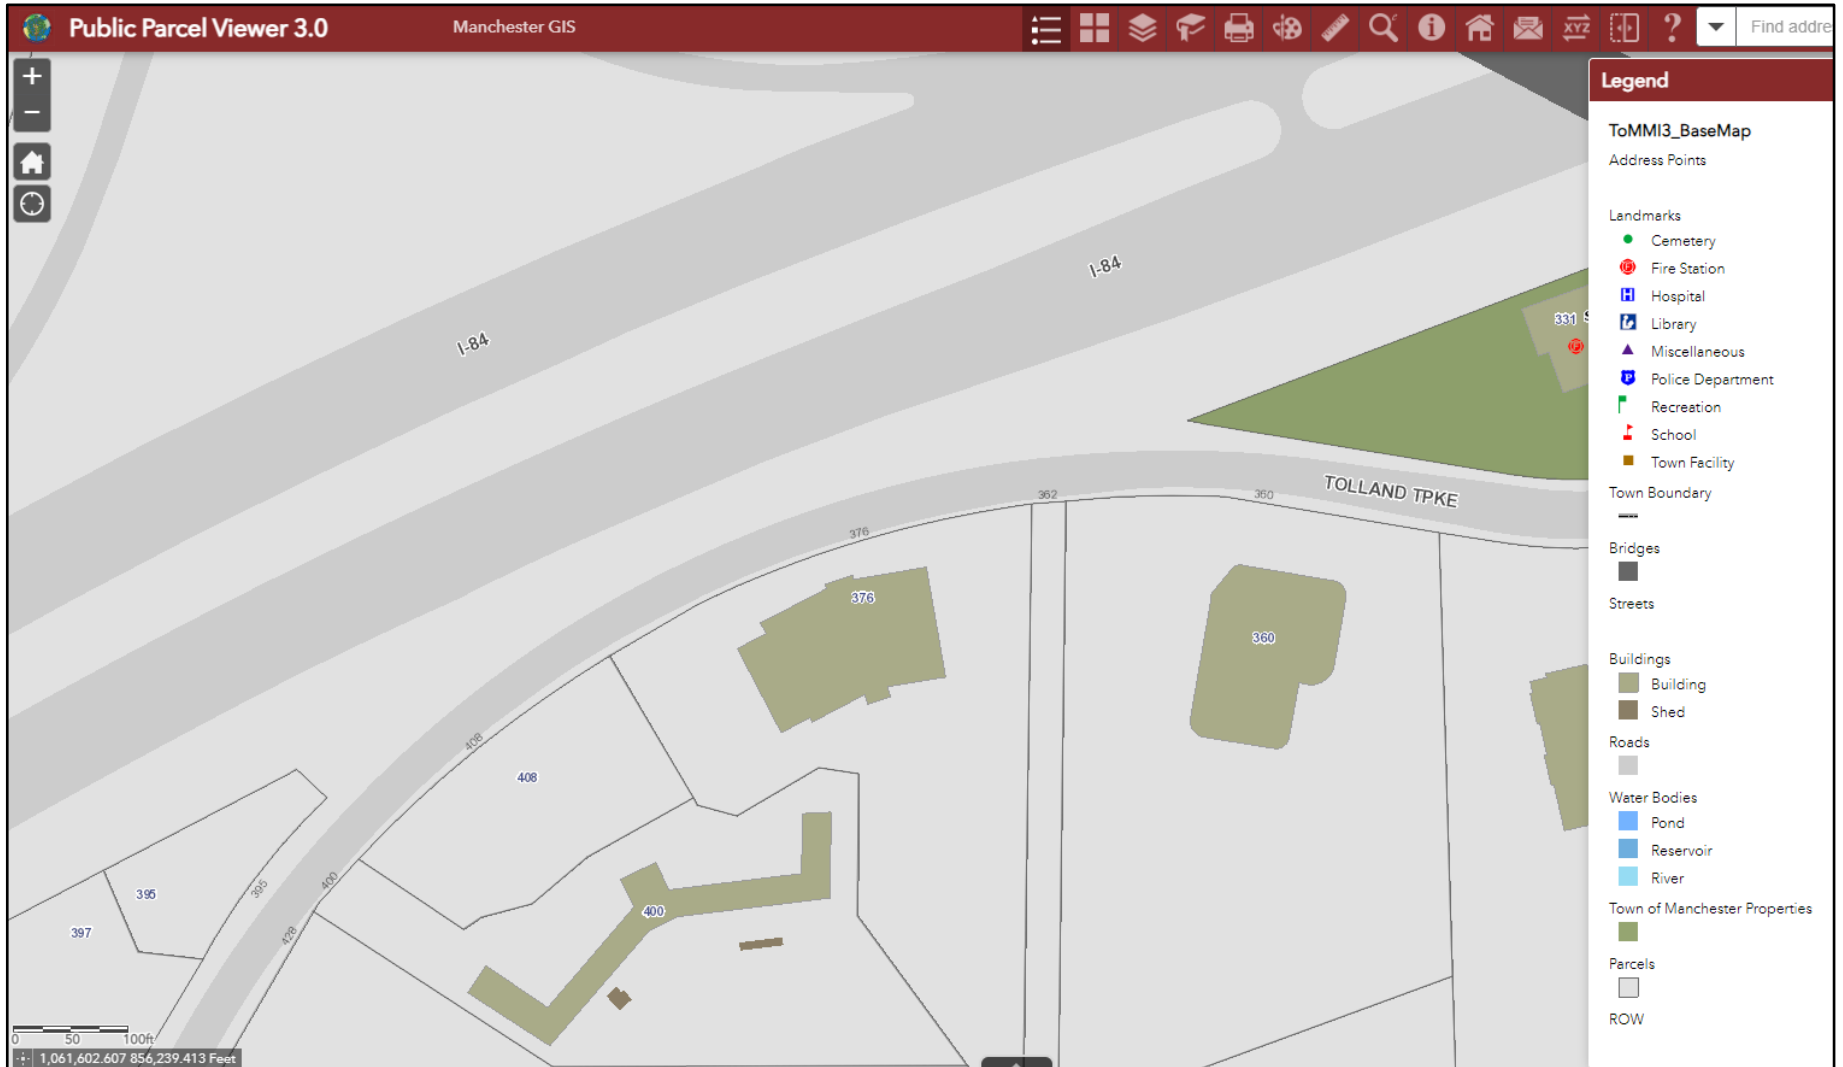 Public Parcel Viewer 3.0
Manchester GIS
XYZ
?
Find addre
+
−
Legend
ToMMI3_BaseMap
Address Points
Landmarks
Cemetery
Fire Station
Hospital
Library
Miscellaneous
Police Department
Recreation
School
Town Facility
Town Boundary
Bridges
Streets
Buildings
Building
Shed
Roads
Water Bodies
Pond
Reservoir
River
Town of Manchester Properties
Parcels
ROW
I-84
I-84
331
TOLLAND TPKE
362
360
376
376
360
408
408
395
395
400
400
397
428
0 50 100ft
1,061,602.607 856,239.413 Feet